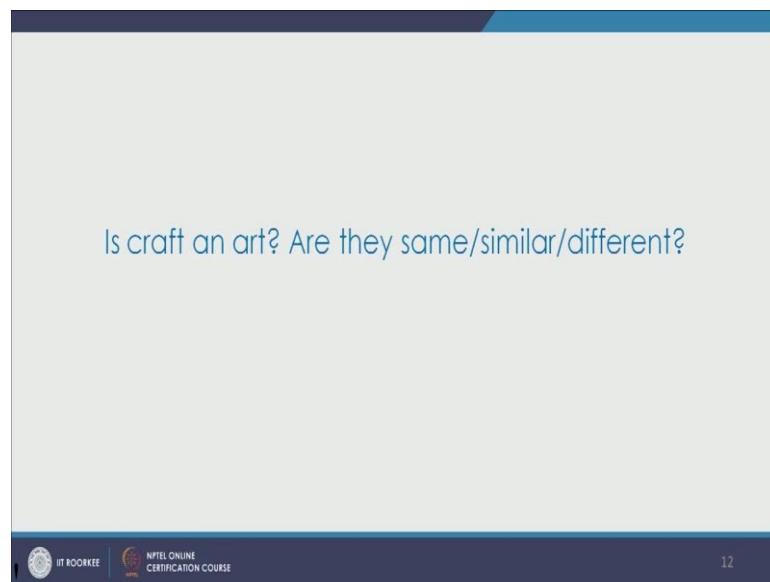 Is craft an art? Are they same/similar/different?
IIT ROORKEE
NPTEL ONLINE
CERTIFICATION COURSE
12